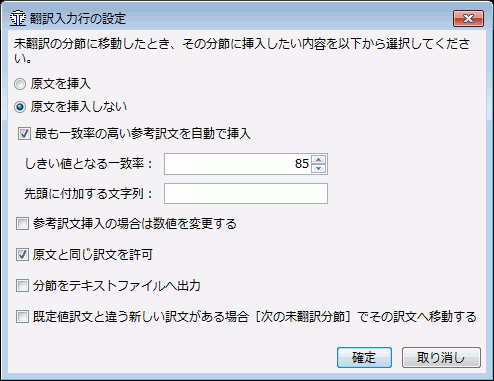 翻訳入力行の設定
未翻訳の分節に移動したとき、その分節に挿入したい内容を以下から選択してくださ
い。
原文を挿入
原文を挿入しない
最も一致率の高い参考訳文を自動で挿入
しきい値となる一致率： 85
先頭に付加する文字列：
参考訳文挿入の場合は数値を変更する
原文と同じ訳文を許可
分節をテキストファイルへ出力
既定値訳文と違う新しい訳文がある場合［次の未翻訳分節］でその訳文へ移動する
確定 取り消し